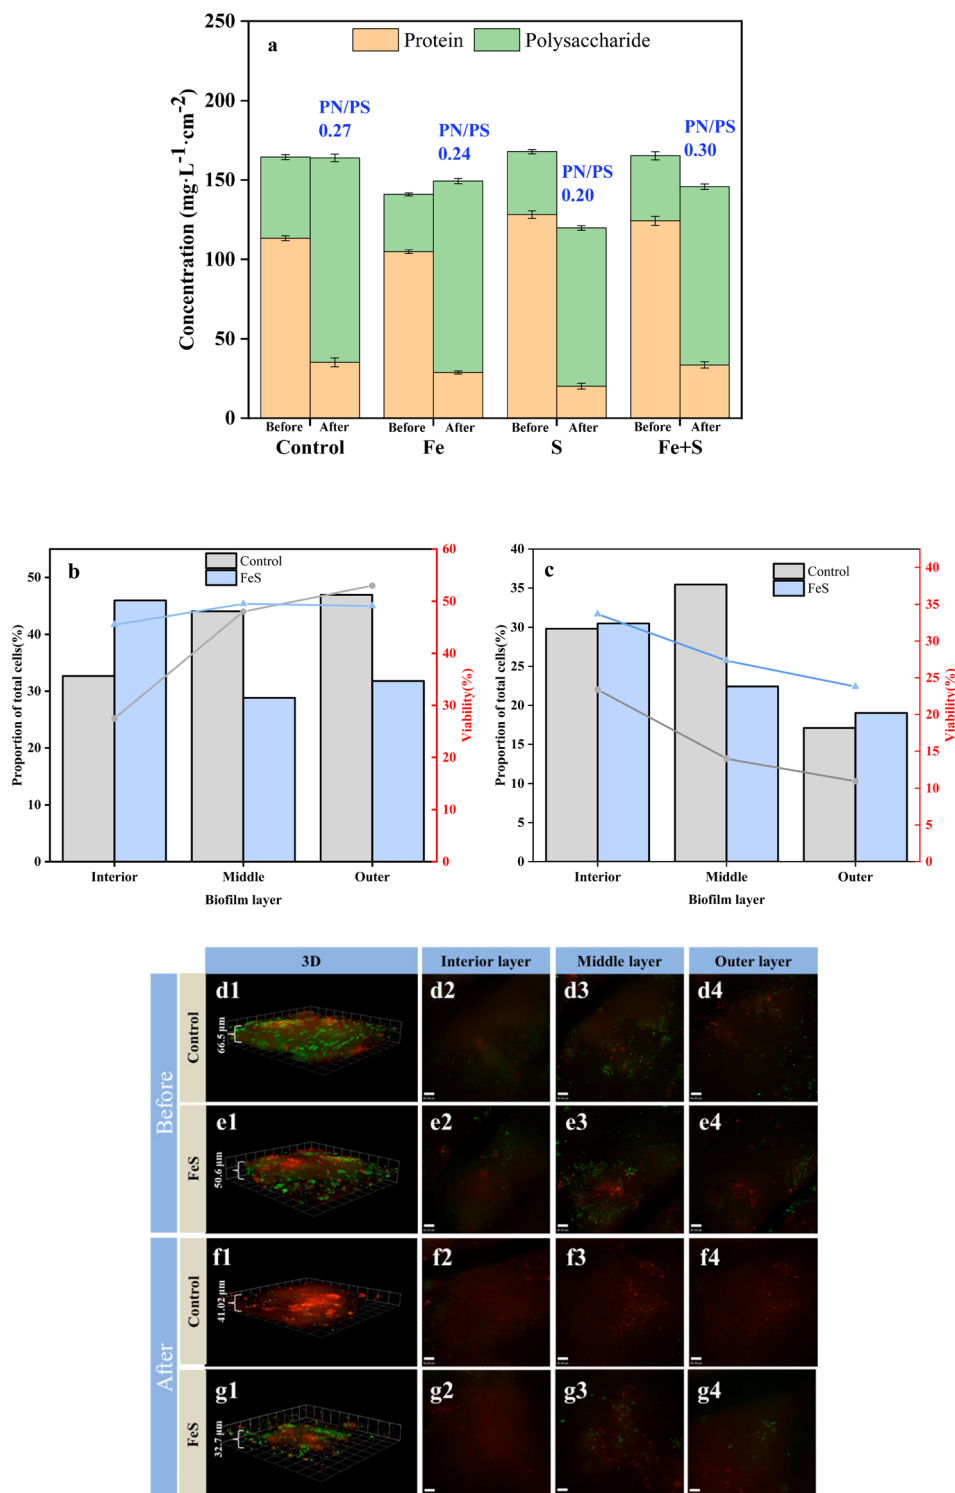 a
Protein
Polysaccharide
Concentration (mg·L⁻¹·cm⁻²)
250
200
150
100
50
0
PN/PS
0.27
PN/PS
0.24
PN/PS
0.20
PN/PS
0.30
Before After Before After Before After Before After
Control Fe S Fe+S
b
Control
FeS
Proportion of total cells(%)
50
40
30
20
10
0
Viability(%)
60
50
40
30
20
10
0
Interior Middle Outer
Biofilm layer
c
Control
FeS
Proportion of total cells(%)
40
35
30
25
20
15
10
5
0
Viability(%)
40
35
30
25
20
15
10
5
0
Interior Middle Outer
Biofilm layer
3D Interior layer Middle layer Outer layer
Before
Control
d1 d2 d3 d4
66.5 μm
FeS
e1 e2 e3 e4
50.6 μm
After
Control
f1 f2 f3 f4
41.02 μm
FeS
g1 g2 g3 g4
32.7 μm